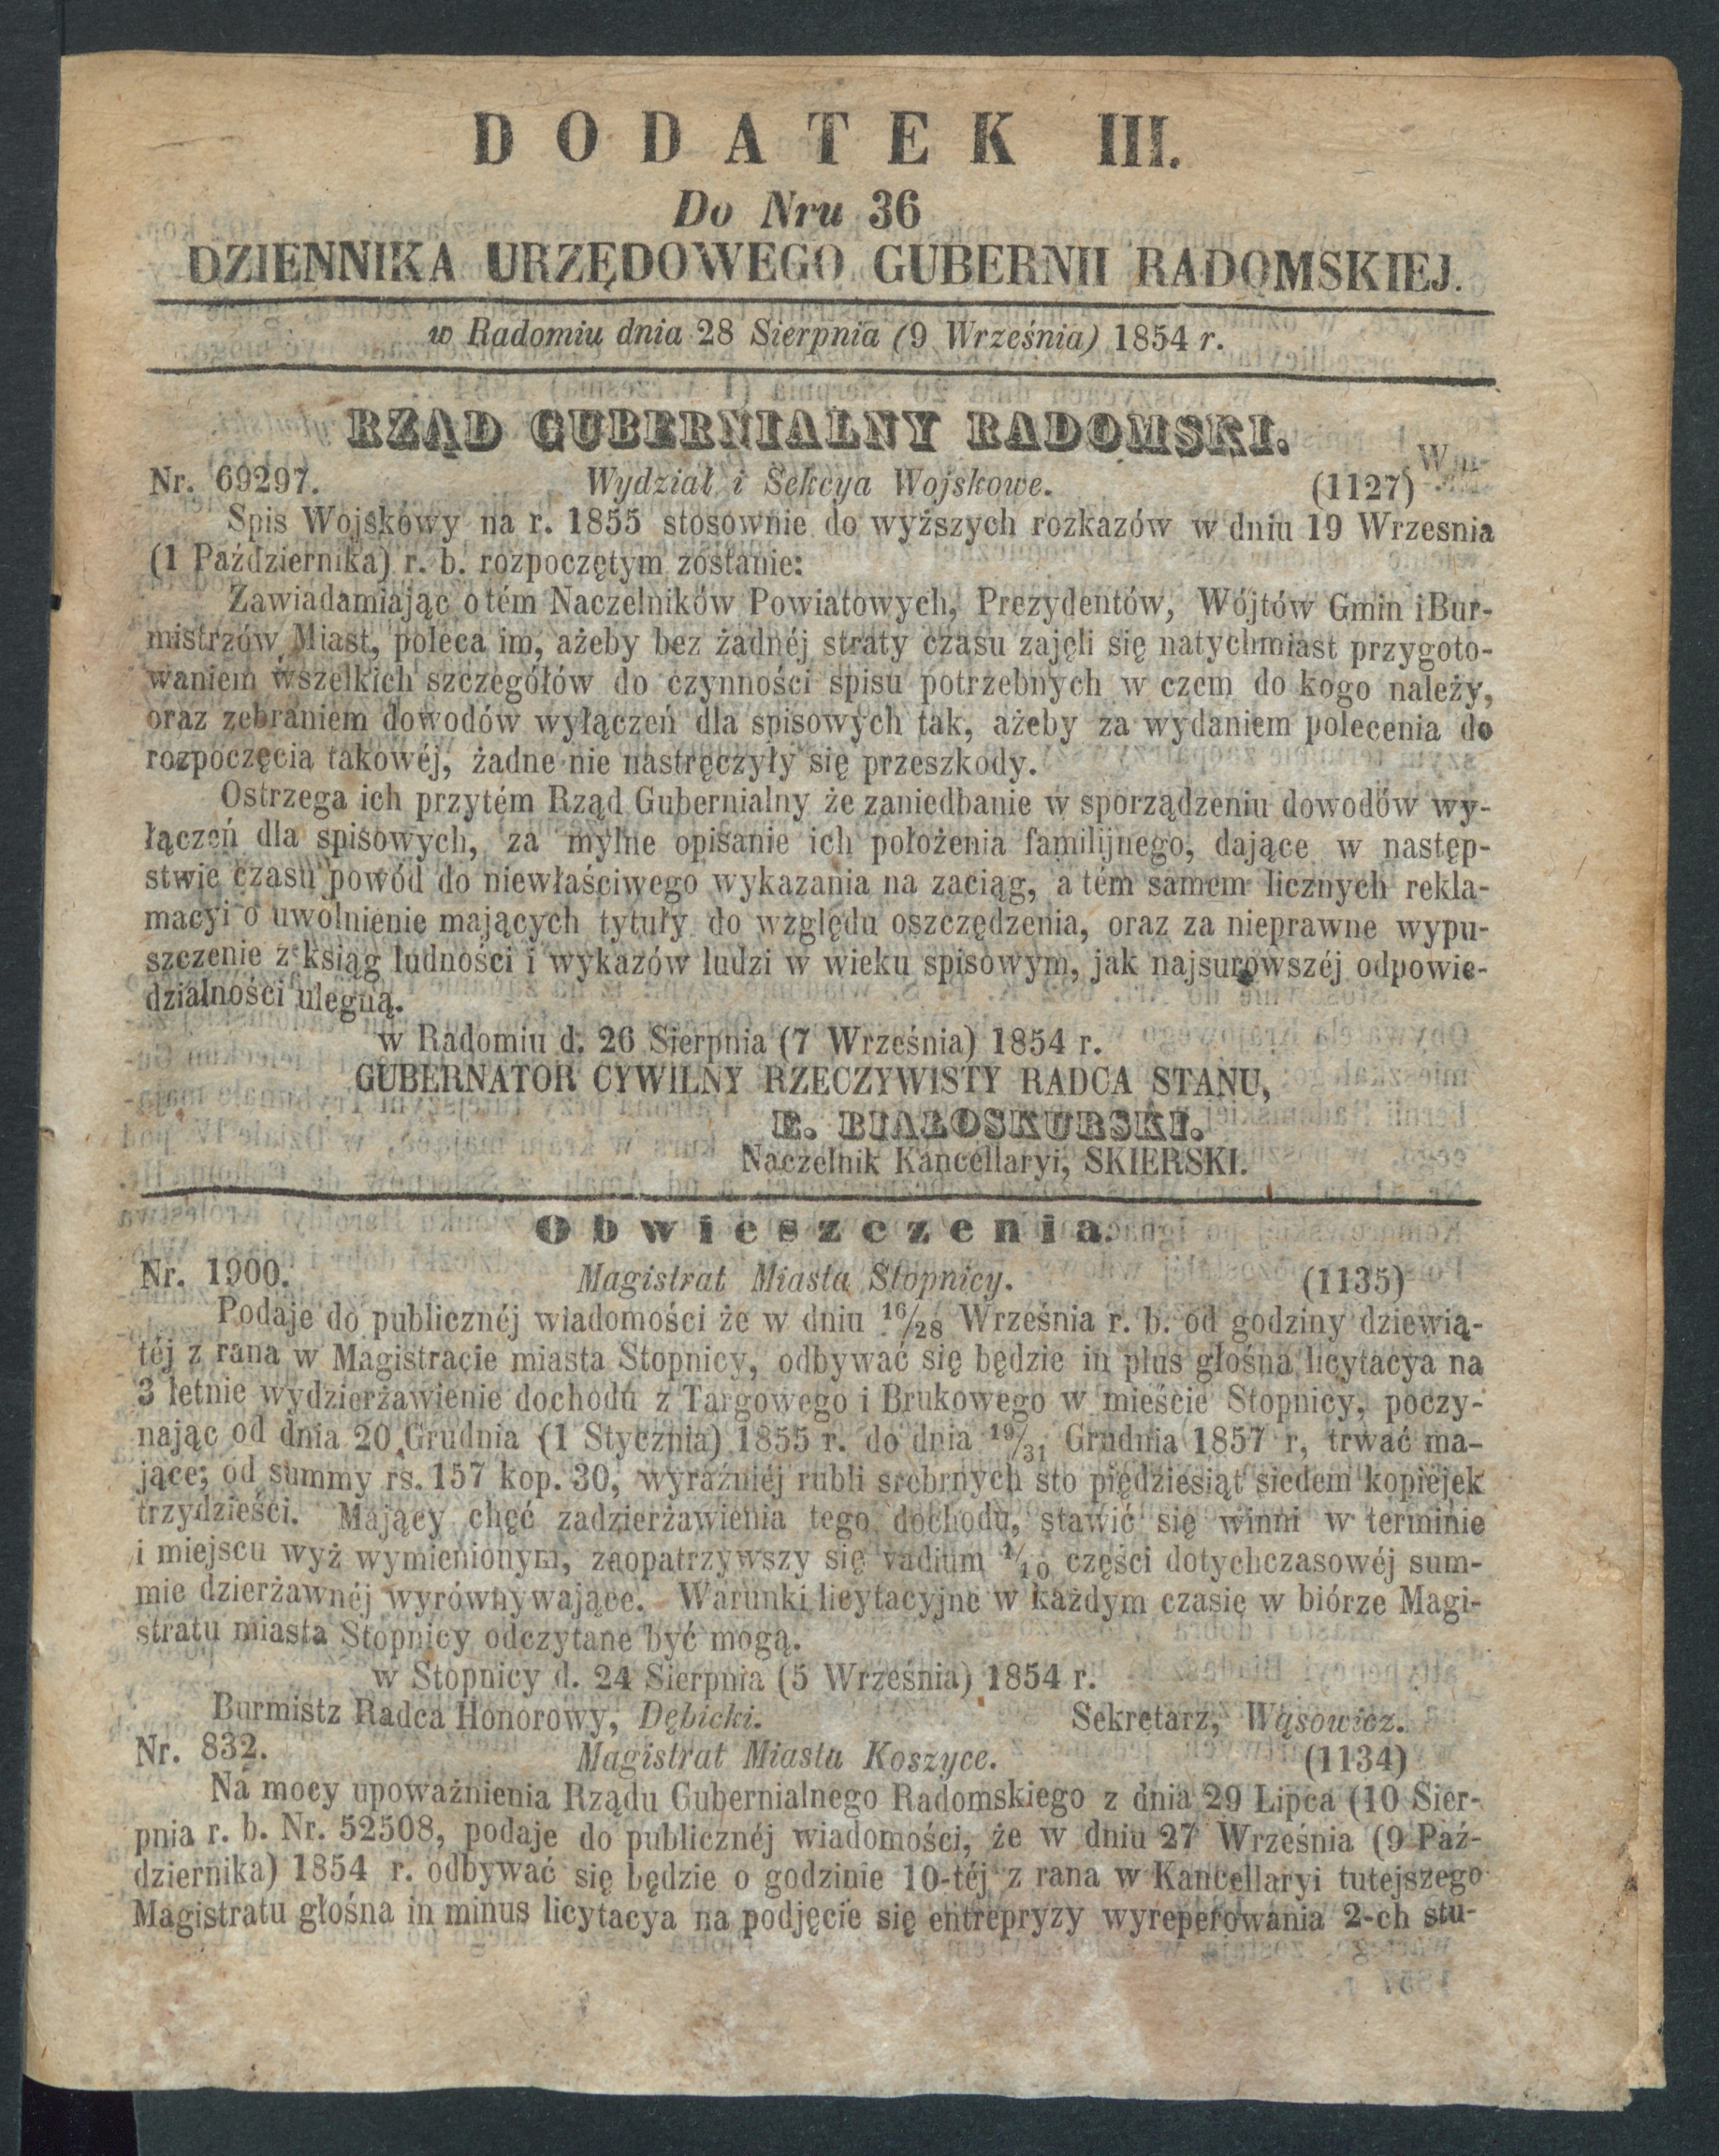 DODATEK III.
Do Nru 36
DZIENNIKA URZĘDOWEGO GUBERNII RADOMSKIEJ.
w Radomiu dnia 28 Sierpnia (9 Września) 1854 r.
RZĄD GUBERNIALNY RADOMSKI.
Nr. 69297. Wydział i Sekcya Wojskowe. (1127)
Spis Wojskowy na r. 1855 stosownie do wyższych rozkazów w dniu 19 Wrzesnia
(1 Października) r. b. rozpoczętym zostanie:
Zawiadamiając o tém Naczelników Powiatowych, Prezydentów, Wójtów Gmin i Bur-
mistrzów Miast, poleca im, ażeby bez żadnéj straty czasu zajęli się natychmiast przygoto-
waniem wszelkich szczegółów do czynności spisu potrzebnych w czem do kogo należy,
oraz zebraniem dowodów wyłączeń dla spisowych tak, ażeby za wydaniem polecenia do
rozpoczęcia takowéj, żadne nie nastręczyły się przeszkody.
Ostrzega ich przytém Rząd Gubernialny że zaniedbanie w sporządzeniu dowodów wy-
łączeń dla spisowych, za mylne opisanie ich położenia familijnego, dające w następ-
stwie czasu powód do niewłaściwego wykazania na zaciąg, a tém samem licznych rekla-
macyi o uwolnienie mających tytuły do względu oszczędzenia, oraz za nieprawne wypu-
szczenie z ksiąg ludności i wykazów ludzi w wieku spisowym, jak najsurowszéj odpowie-
dzialności ulegną.
w Radomiu d. 26 Sierpnia (7 Września) 1854 r.
GUBERNATOR CYWILNY RZECZYWISTY RADCA STANU,
E. BIAŁOSKURSKI.
Naczelnik Kancellaryi, SKIERSKI.
Obwieszczenia.
Nr. 1900. Magistrat Miasta Stopnicy. (1135)
Podaje do publicznéj wiadomości że w dniu 16/28 Września r. b. od godziny dziewią-
téj z rana w Magistracie miasta Stopnicy, odbywać się będzie in plus głośna licytacya na
3 letnie wydzierżawienie dochodu z Targowego i Brukowego w mieście Stopnicy, poczy-
nając od dnia 20 Grudnia (1 Stycznia) 1855 r. do dnia 19/31 Grudnia 1857 r, trwać ma-
jące; od summy rs. 157 kop. 30, wyraźniéj rubli srebrnych sto piędziesiąt siedem kopiejek
trzydzieści. Mający chęć zadzierżawienia tego dochodu, stawić się winni w terminie
i miejscu wyż wymienionym, zaopatrzywszy się vadium 1/10 części dotychczasowéj sum-
mie dzierżawnéj wyrównywające. Warunki licytacyjne w każdym czasie w biórze Magi-
stratu miasta Stopnicy odczytane być mogą.
w Stopnicy d. 24 Sierpnia (5 Września) 1854 r.
Burmistz Radca Honorowy, Dębicki. Sekretarz, Wąsowicz.
Nr. 832. Magistrat Miasta Koszyce. (1134)
Na mocy upoważnienia Rządu Gubernialnego Radomskiego z dnia 29 Lipca (10 Sier-
pnia r. b. Nr. 52508, podaje do publicznéj wiadomości, że w dniu 27 Września (9 Paź-
dziernika) 1854 r. odbywać się będzie o godzinie 10-téj z rana w Kancellaryi tutejszego
Magistratu głośna in minus licytacya na podjęcie się entrepryzy wyreperowania 2-ch stu-